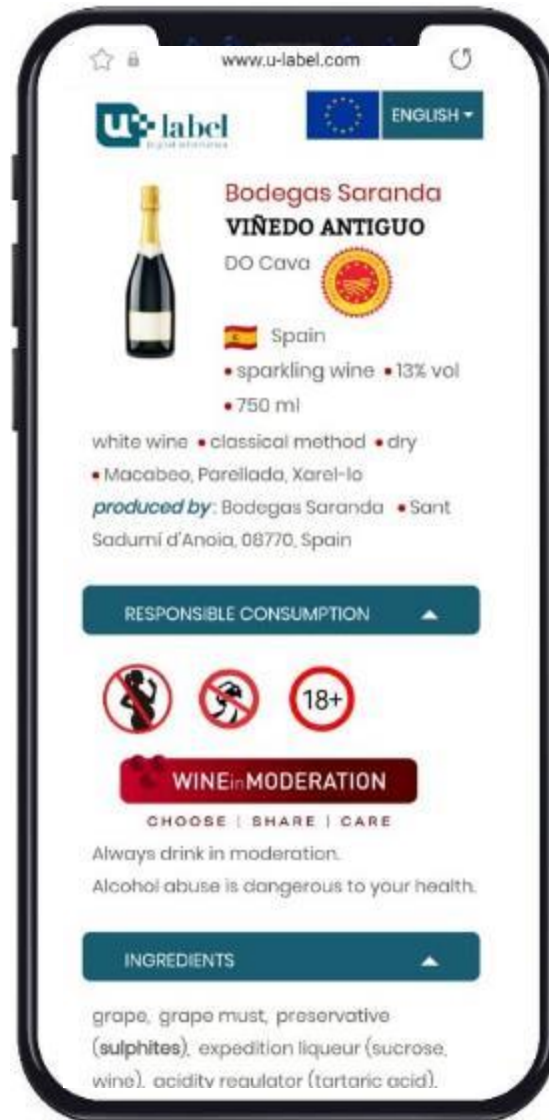 www.u-label.com
u label
ENGLISH
Bodegas Saranda
VIÑEDO ANTIGUO
DO Cava
Spain
• sparkling wine • 13% vol
• 750 ml
white wine • classical method • dry
• Macabeo, Parellada, Xarel-lo
produced by: Bodegas Saranda • Sant
Sadurní d'Anoia, 08770, Spain
RESPONSIBLE CONSUMPTION
18+
WINEinMODERATION
CHOOSE | SHARE | CARE
Always drink in moderation.
Alcohol abuse is dangerous to your health.
INGREDIENTS
grape, grape must, preservative
(sulphites), expedition liqueur (sucrose,
wine), acidity regulator (tartaric acid),